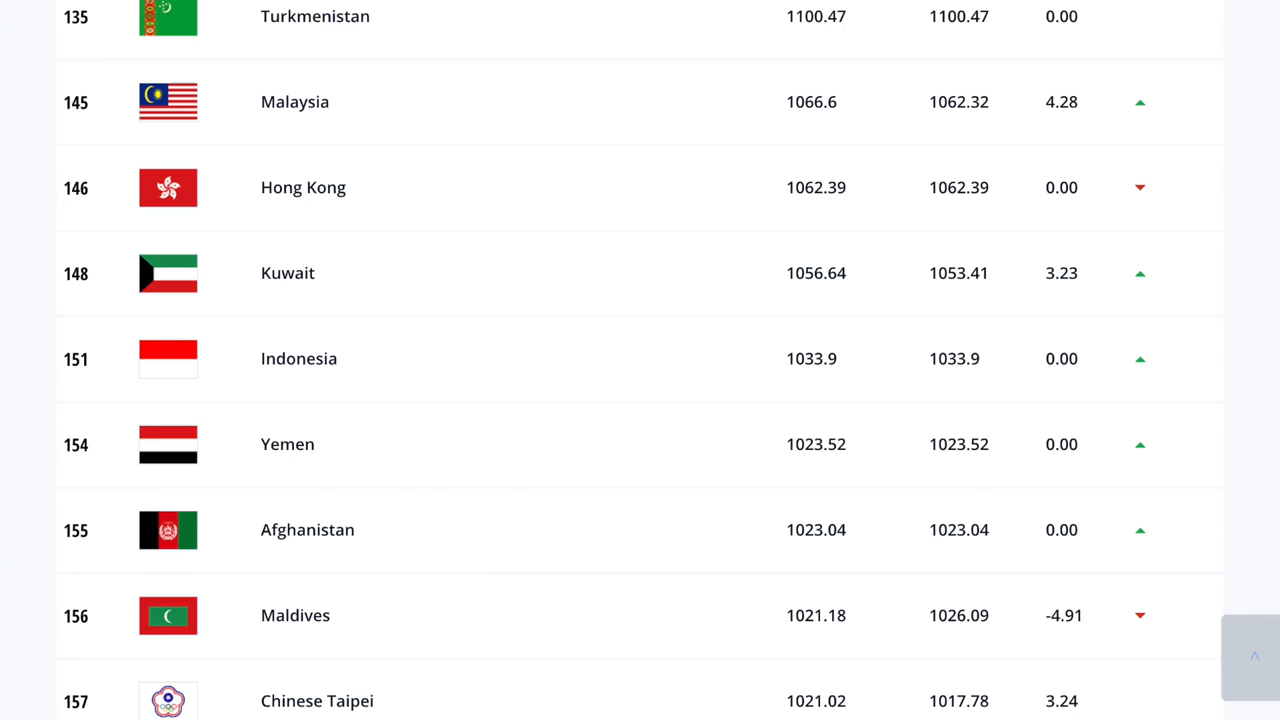 135 Turkmenistan 1100.47 1100.47 0.00
145 Malaysia 1066.6 1062.32 4.28
146 Hong Kong 1062.39 1062.39 0.00
148 Kuwait 1056.64 1053.41 3.23
151 Indonesia 1033.9 1033.9 0.00
154 Yemen 1023.52 1023.52 0.00
155 Afghanistan 1023.04 1023.04 0.00
156 Maldives 1021.18 1026.09 -4.91
157 Chinese Taipei 1021.02 1017.78 3.24